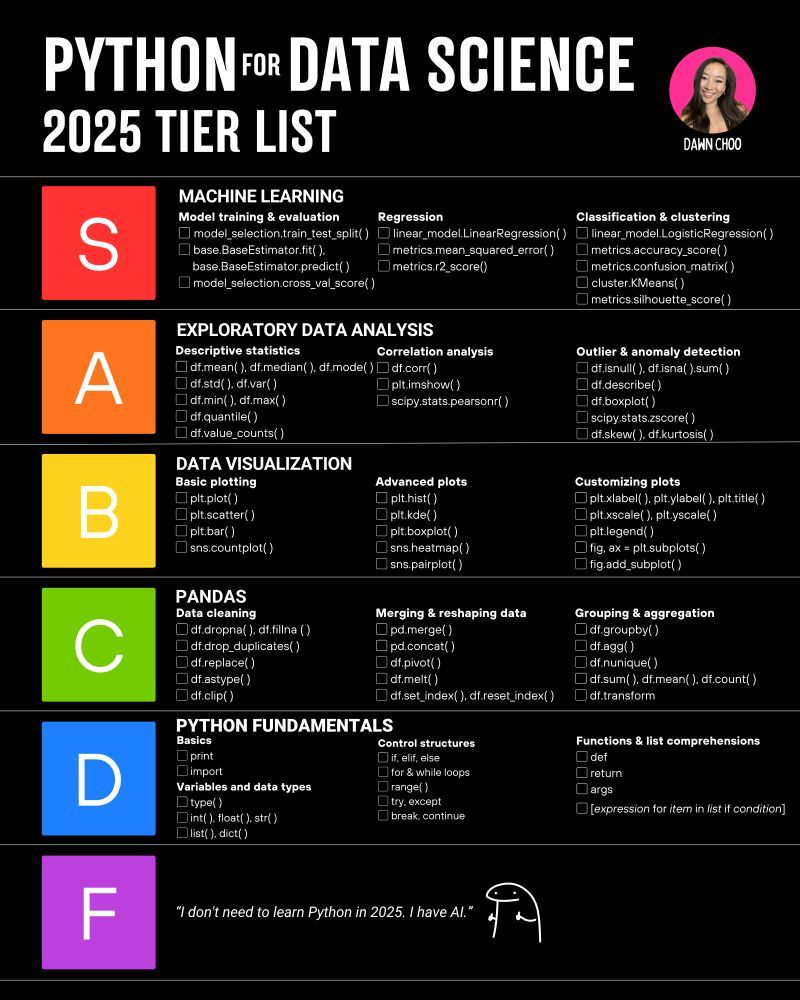 PYTHON FOR DATA SCIENCE
2025 TIER LIST
DAWN CHOO
S
MACHINE LEARNING
Model training & evaluation
model_selection.train_test_split( )
base.BaseEstimator.fit( ),
base.BaseEstimator.predict( )
model_selection.cross_val_score( )
Regression
linear_model.LinearRegression( )
metrics.mean_squared_error( )
metrics.r2_score()
Classification & clustering
linear_model.LogisticRegression( )
metrics.accuracy_score( )
metrics.confusion_matrix( )
cluster.KMeans( )
metrics.silhouette_score( )
A
EXPLORATORY DATA ANALYSIS
Descriptive statistics
df.mean( ), df.median( ), df.mode( )
df.std( ), df.var( )
df.min( ), df.max( )
df.quantile( )
df.value_counts( )
Correlation analysis
df.corr( )
plt.imshow( )
scipy.stats.pearsonr( )
Outlier & anomaly detection
df.isnull( ), df.isna( ).sum( )
df.describe( )
df.boxplot( )
scipy.stats.zscore( )
df.skew( ), df.kurtosis( )
B
DATA VISUALIZATION
Basic plotting
plt.plot( )
plt.scatter( )
plt.bar( )
sns.countplot( )
Advanced plots
plt.hist( )
plt.kde( )
plt.boxplot( )
sns.heatmap( )
sns.pairplot( )
Customizing plots
plt.xlabel( ), plt.ylabel( ), plt.title( )
plt.xscale( ), plt.yscale( )
plt.legend( )
fig, ax = plt.subplots( )
fig.add_subplot( )
C
PANDAS
Data cleaning
df.dropna( ), df.fillna ( )
df.drop_duplicates( )
df.replace( )
df.astype( )
df.clip( )
Merging & reshaping data
pd.merge( )
pd.concat( )
df.pivot( )
df.melt( )
df.set_index( ), df.reset_index( )
Grouping & aggregation
df.groupby( )
df.agg( )
df.nunique( )
df.sum( ), df.mean( ), df.count( )
df.transform
D
PYTHON FUNDAMENTALS
Basics
print
import
Variables and data types
type( )
int( ), float( ), str( )
list( ), dict( )
Control structures
if, elif, else
for & while loops
range( )
try, except
break, continue
Functions & list comprehensions
def
return
args
[expression for item in list if condition]
F
“I don't need to learn Python in 2025. I have AI.”